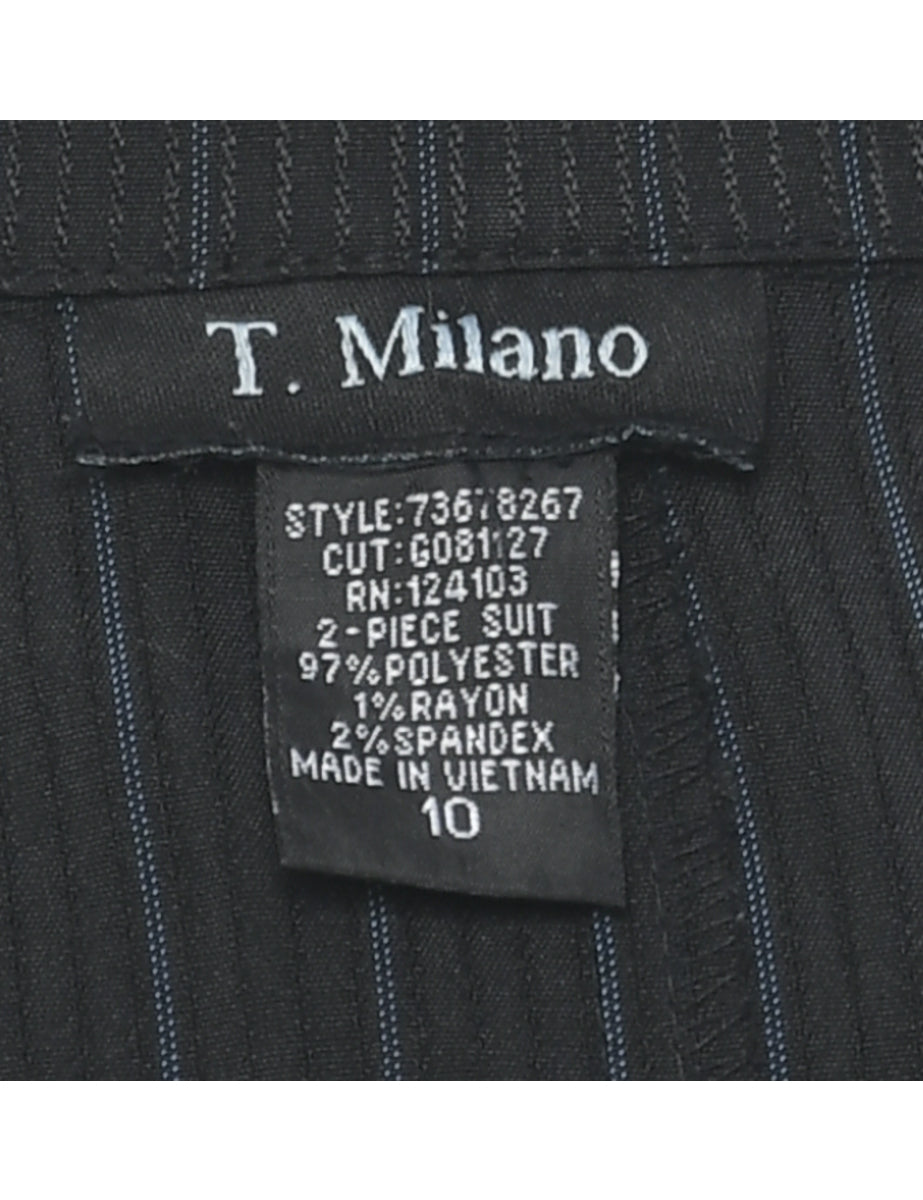 T. Milano
STYLE:73678267
CUT:G081127
RN:124103
2-PIECE SUIT
97%POLYESTER
1%RAYON
2%SPANDEX
MADE IN VIETNAM
10